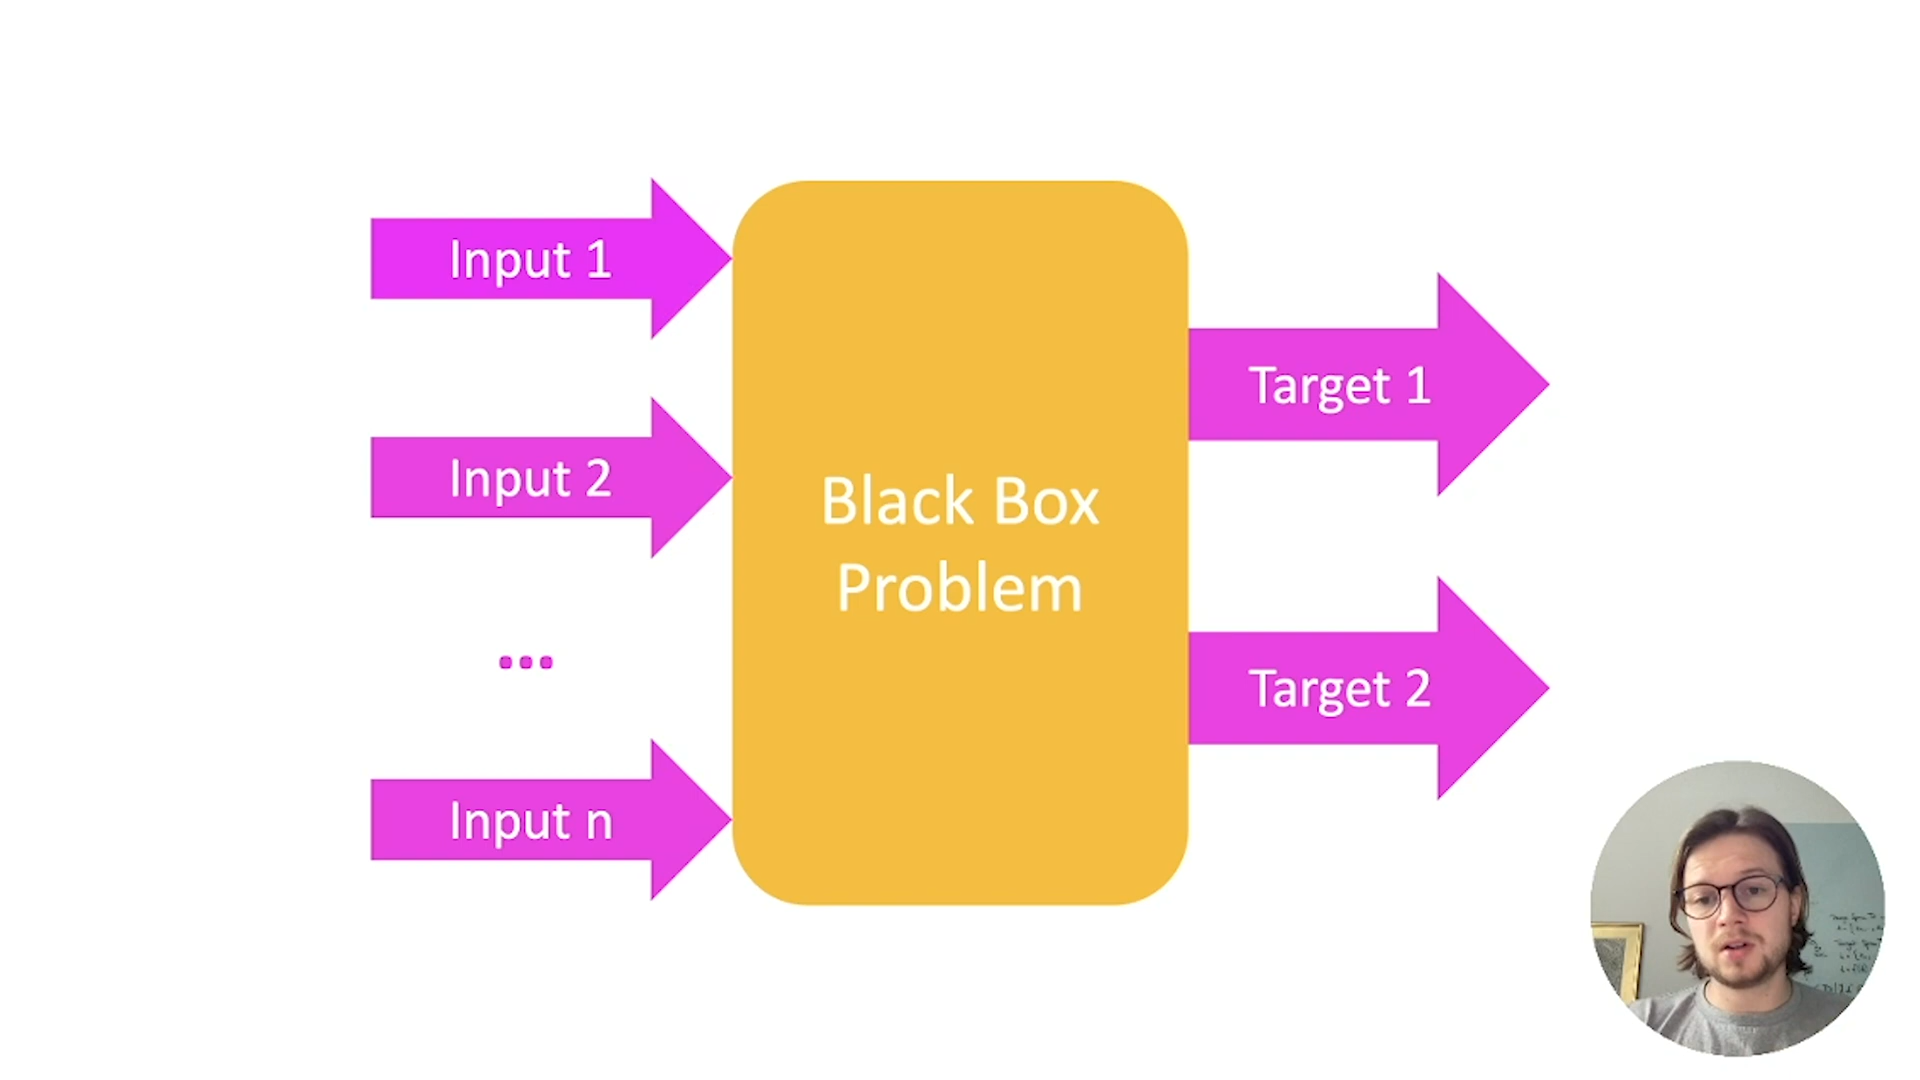 Input 1
Input 2
...
Input n
Black Box
Problem
Target 1
Target 2